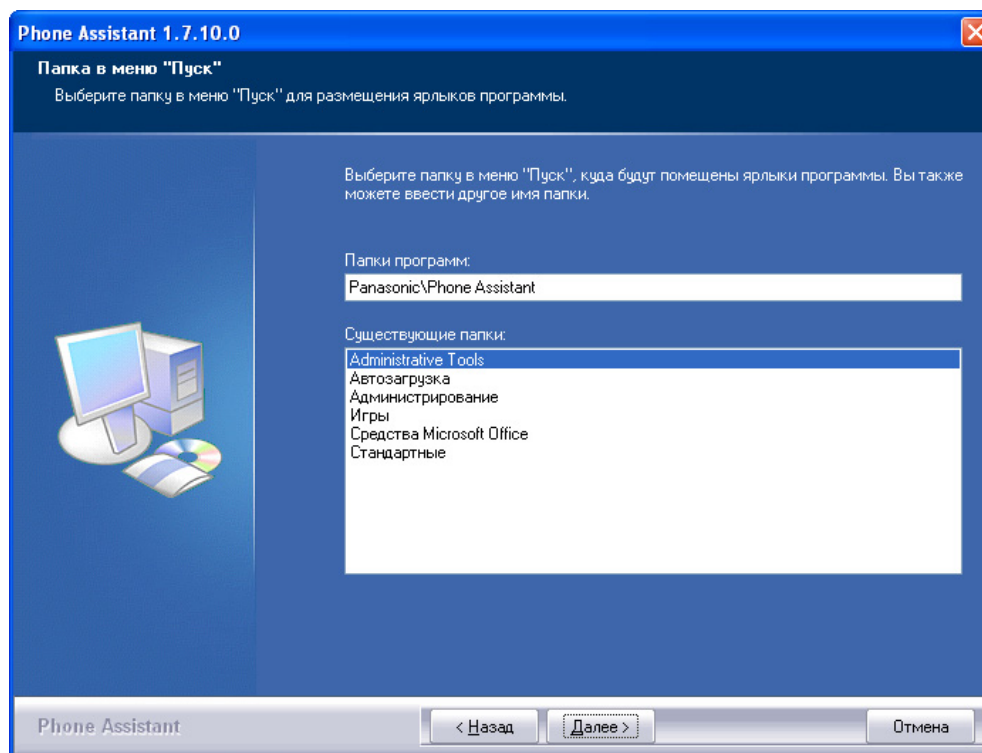 Phone Assistant 1.7.10.0
Папка в меню "Пуск"
Выберите папку в меню "Пуск" для размещения ярлыков программы.
Выберите папку в меню "Пуск", куда будут помещены ярлыки программы. Вы также
можете ввести другое имя папки.
Папки программ:
Panasonic\Phone Assistant
Существующие папки:
Administrative Tools
Автозагрузка
Администрирование
Игры
Средства Microsoft Office
Стандартные
Phone Assistant
< Назад
Далее >
Отмена